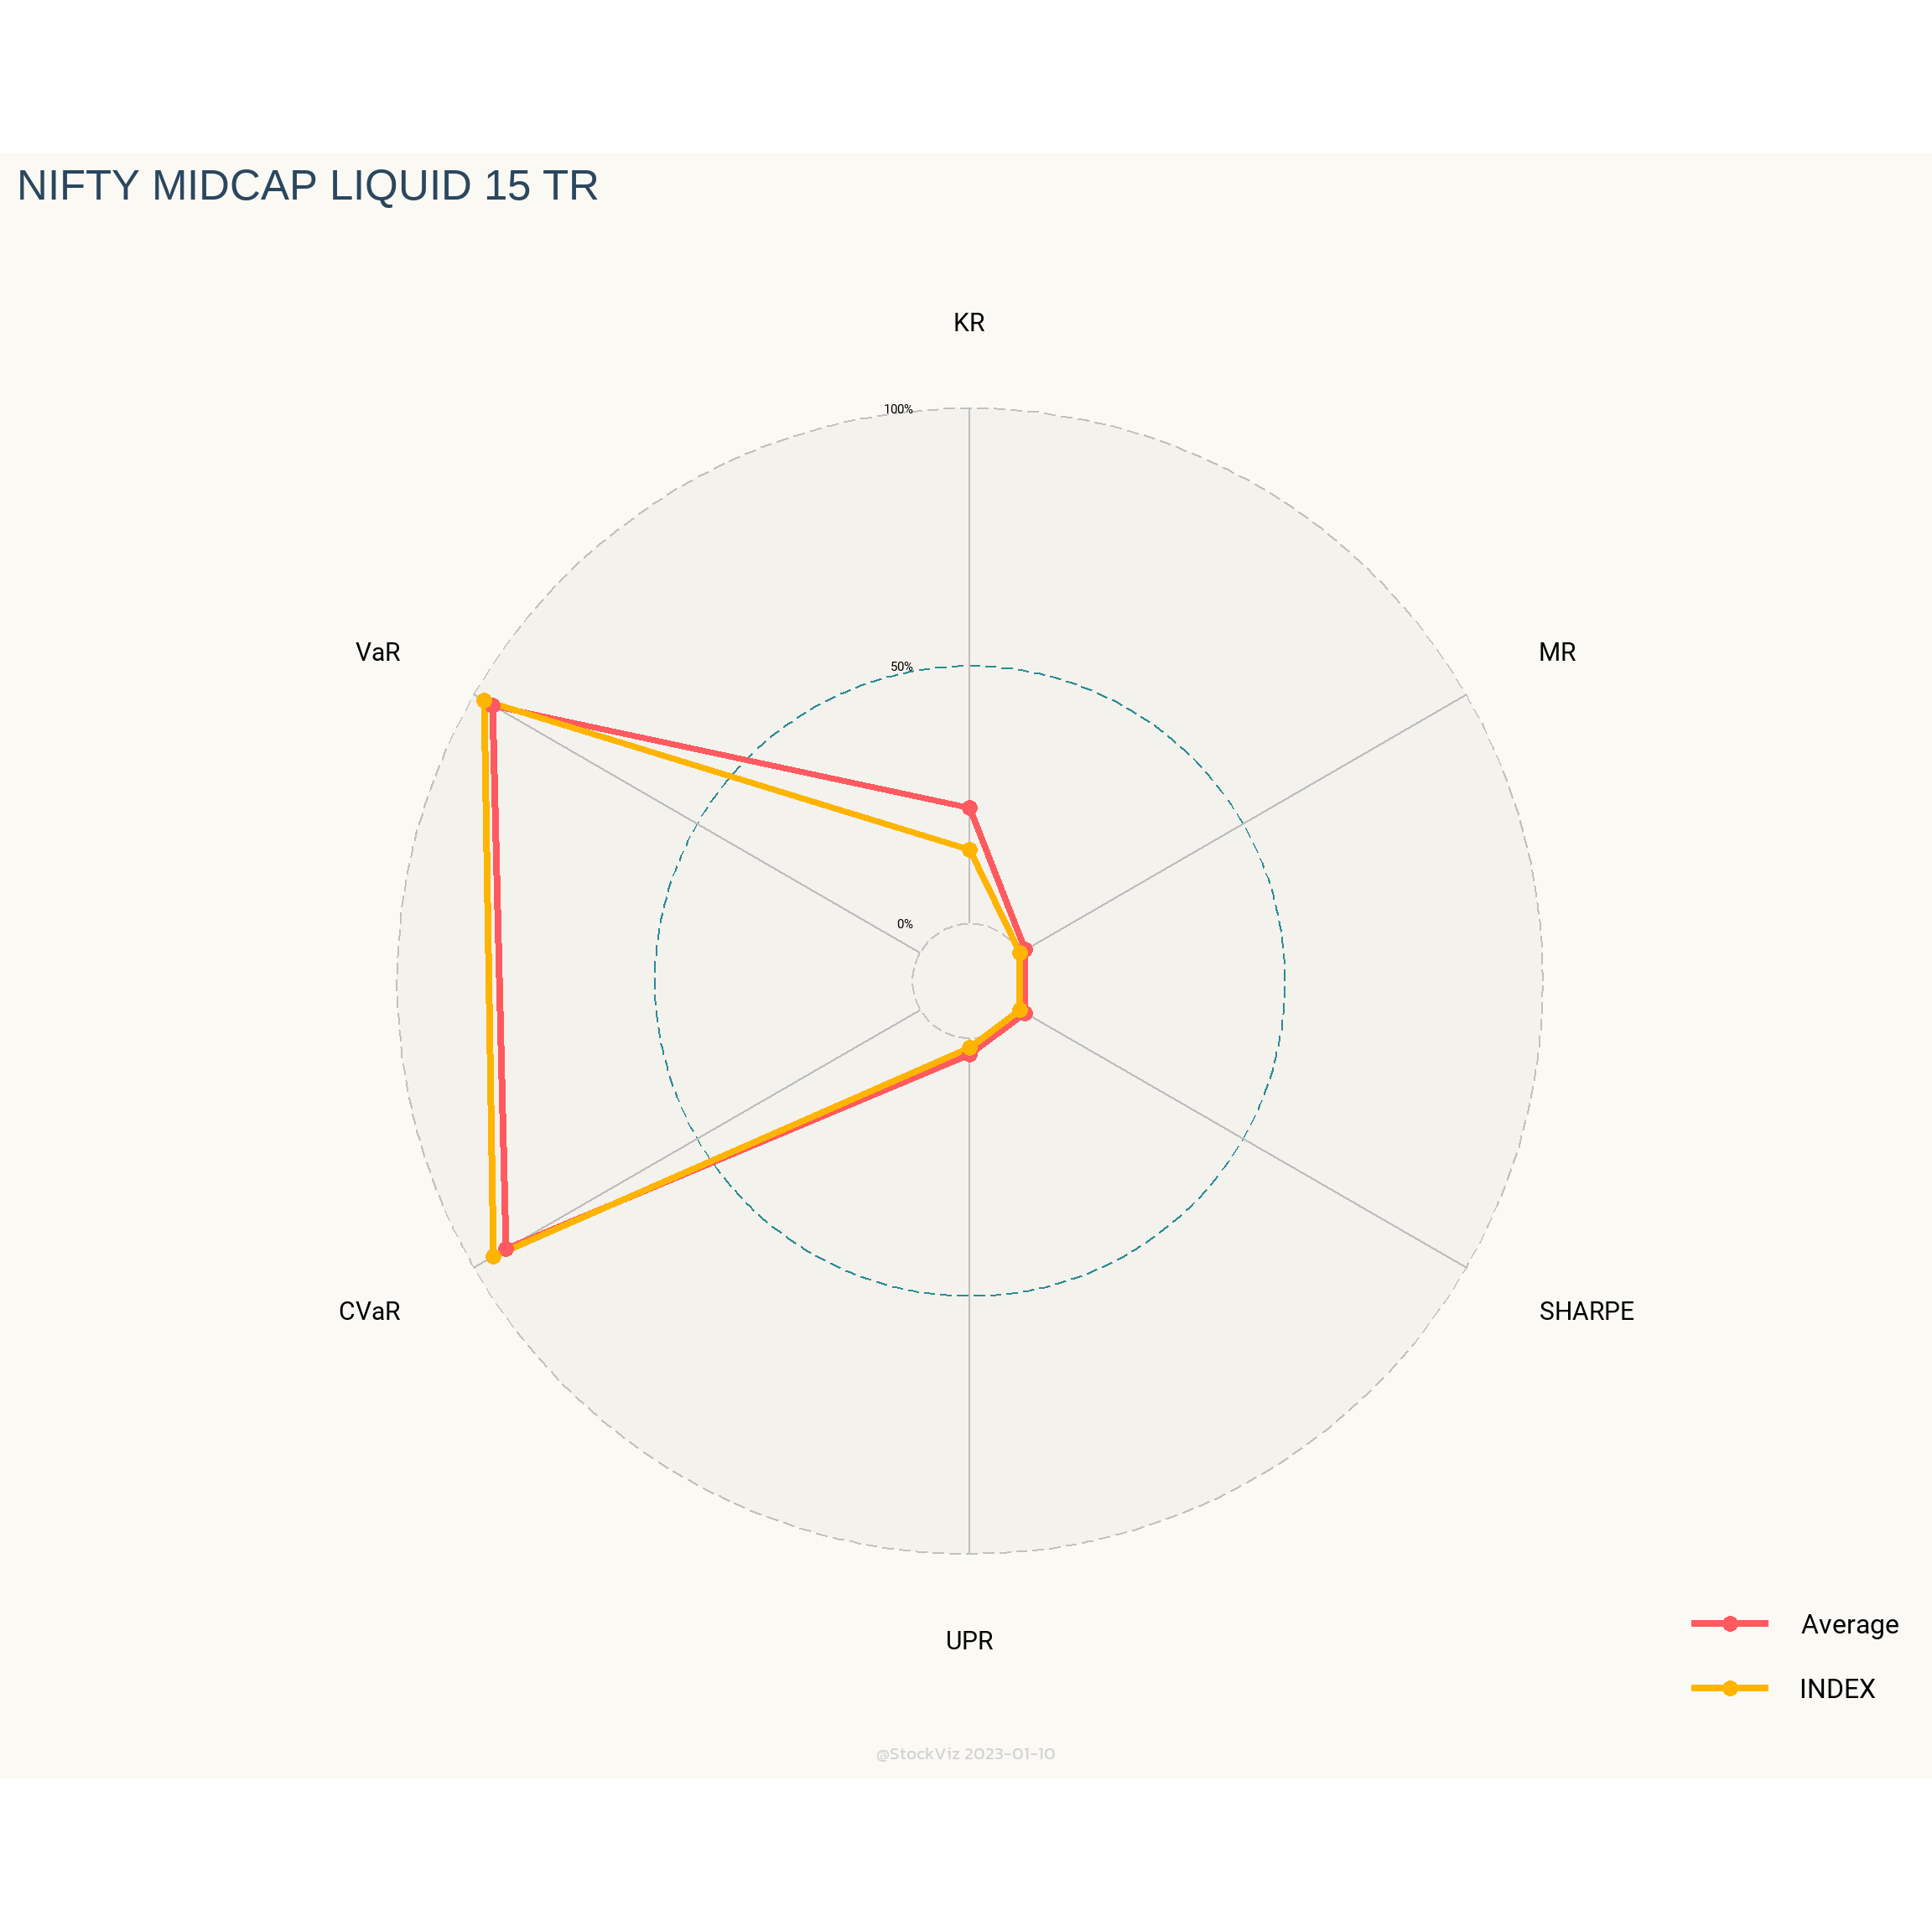 NIFTY MIDCAP LIQUID 15 TR
KR
100%
VaR
MR
50%
0%
CVaR
SHARPE
UPR
Average
INDEX
@StockViz 2023-01-10